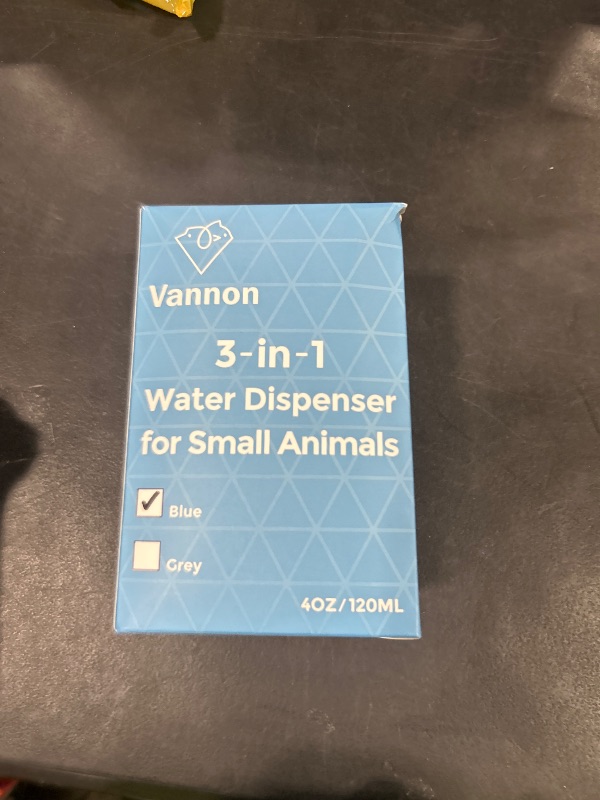 Vannon
3-in-1
Water Dispenser
for Small Animals
Blue
Grey
4OZ/120ML